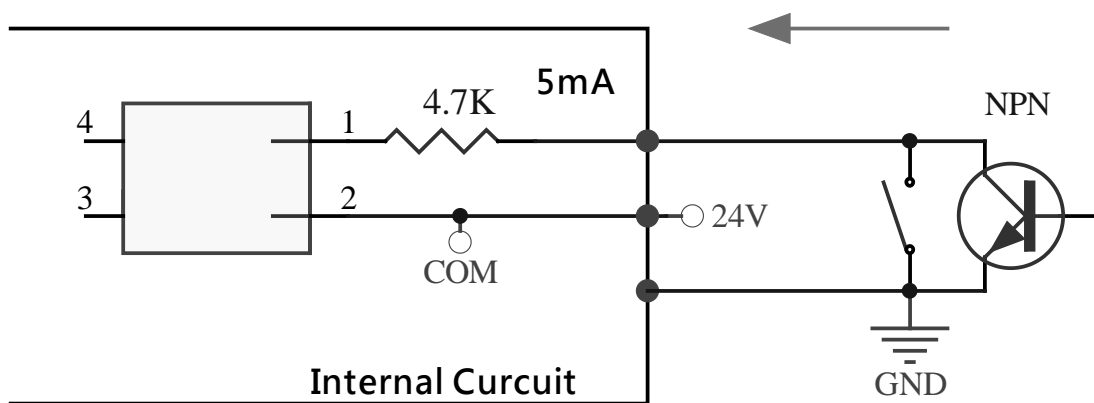 5mA
4.7K
NPN
4
1
3
2
24V
COM
Internal Curcuit
GND